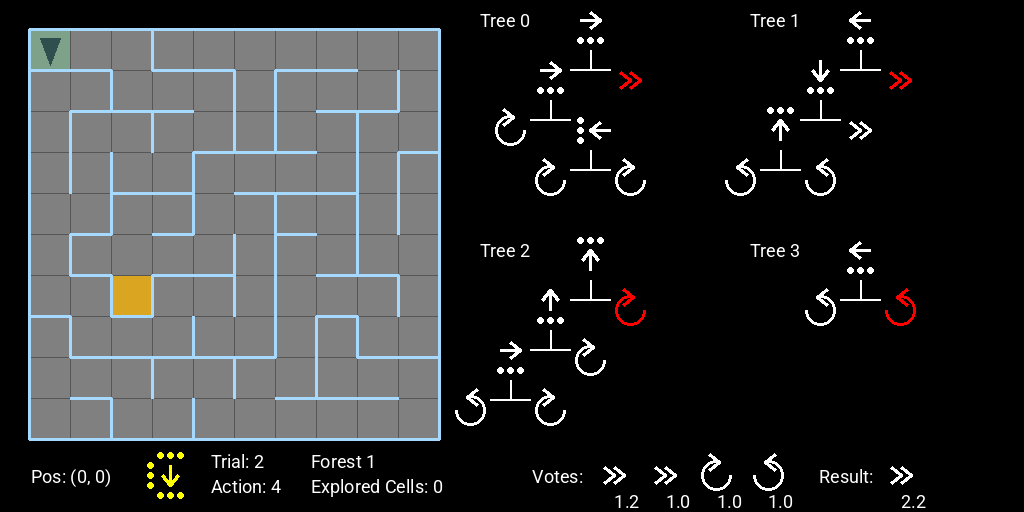 Tree 0
Tree 1
Tree 2
Tree 3
Pos: (0, 0)
Trial: 2
Action: 4
Forest 1
Explored Cells: 0
Votes:
1.2
1.0
1.0
1.0
Result:
2.2